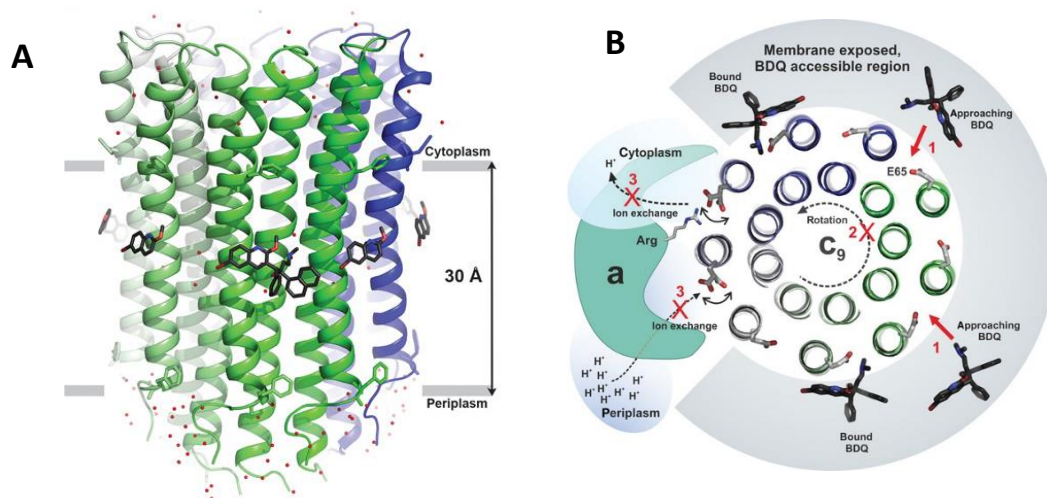 A
Cytoplasm
30 Å
Periplasm
B
Membrane exposed,
BDQ accessible region
Bound
BDQ
Approaching
BDQ
1
Cytoplasm
H⁺
3
Ion exchange
E65
Rotation
2
Arg
a
C₉
3
Ion exchange
Approaching
BDQ
1
H⁺
H⁺ H⁺
H⁺ H⁺ H⁺
H⁺ H⁺ H⁺
Periplasm
Bound
BDQ